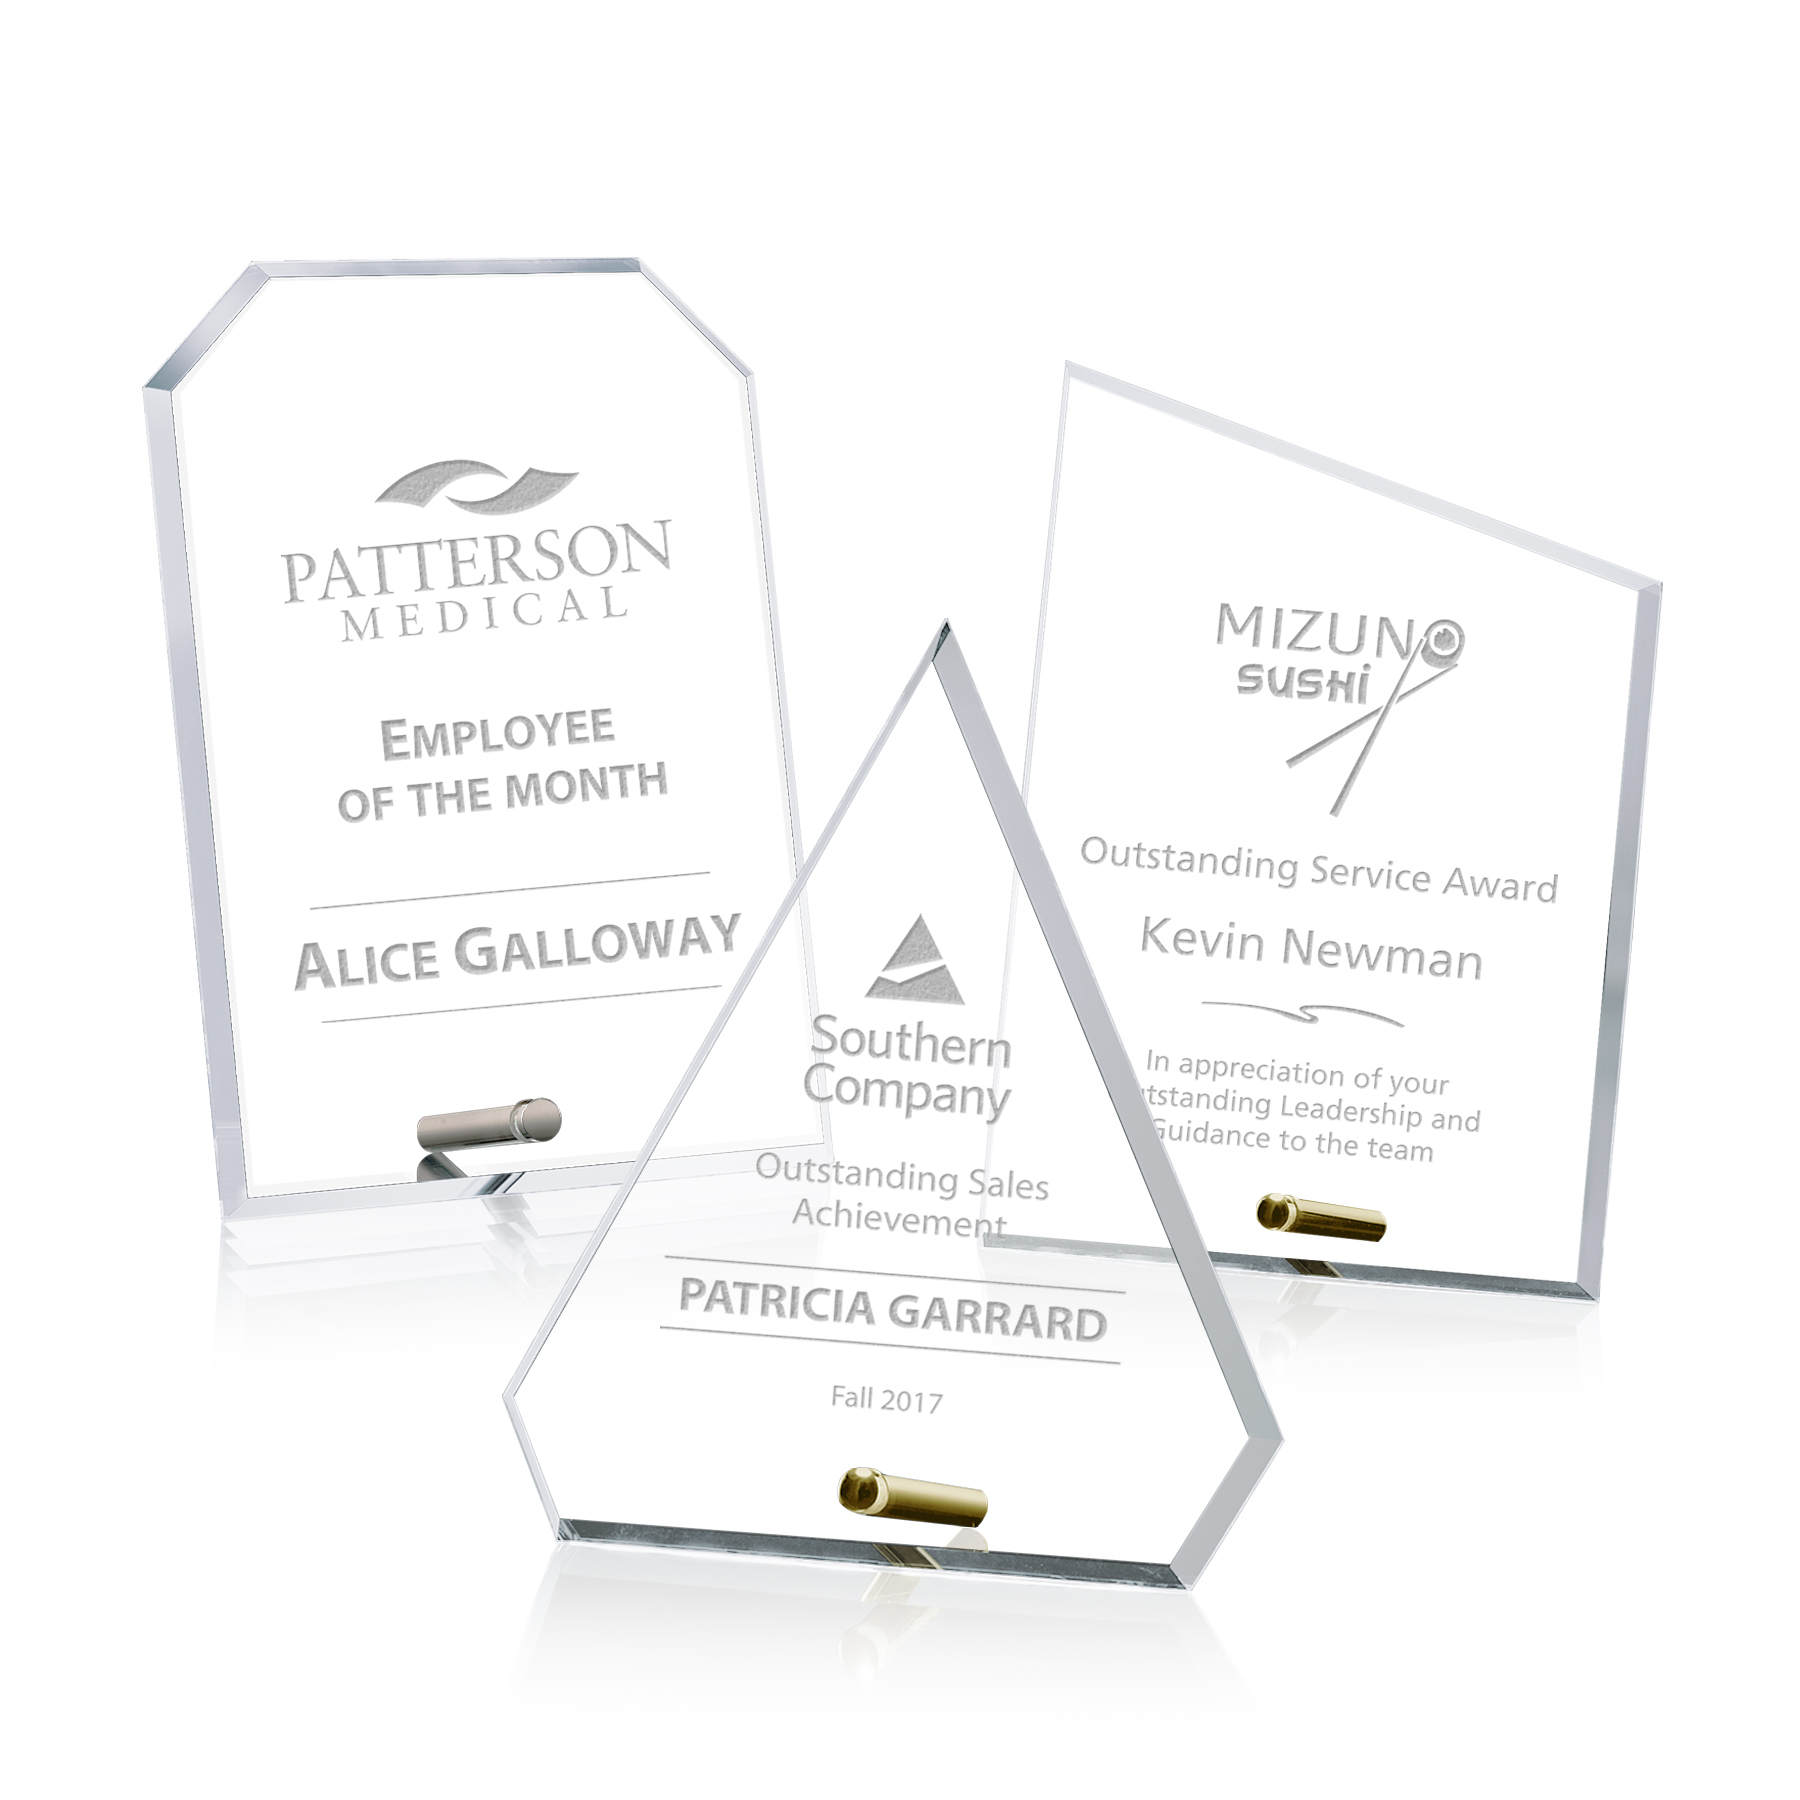 PATTERSON
MEDICAL
EMPLOYEE
OF THE MONTH
ALICE GALLOWAY
MIZUNO
SUSHi
Outstanding Service Award
Kevin Newman
In appreciation of your
Leadership and
Guidance to the team
Southern
Company
Outstanding Sales
Achievement
PATRICIA GARRARD
Fall 2017